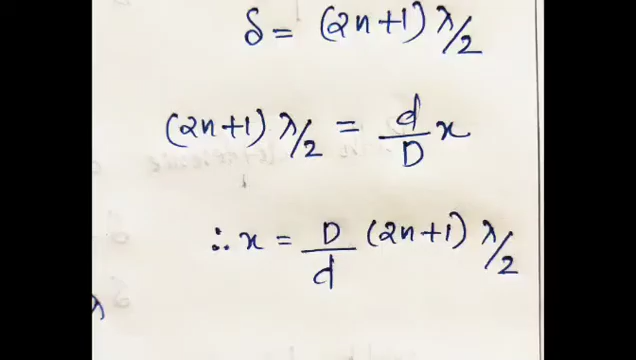 δ = (2n+1) λ/2
(2n+1) λ/2 = d/D x
∴ x = D/d (2n+1) λ/2
λ